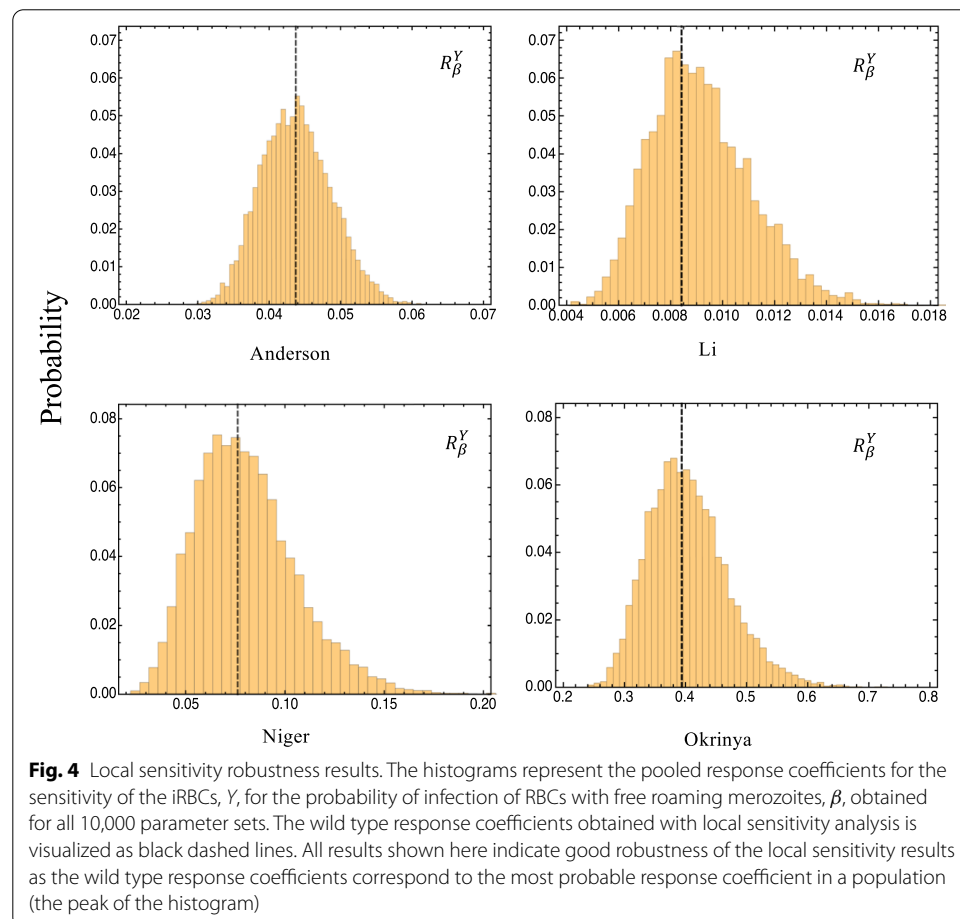 Probability
0.07
0.06
0.05
0.04
0.03
0.02
0.01
0.00
0.02 0.03 0.04 0.05 0.06 0.07
R_β^Y
Anderson
0.07
0.06
0.05
0.04
0.03
0.02
0.01
0.00
0.004 0.006 0.008 0.010 0.012 0.014 0.016 0.018
R_β^Y
Li
0.08
0.06
0.04
0.02
0.00
0.05 0.10 0.15 0.20
R_β^Y
Niger
0.08
0.06
0.04
0.02
0.00
0.2 0.3 0.4 0.5 0.6 0.7 0.8
R_β^Y
Okrinya
Fig. 4 Local sensitivity robustness results. The histograms represent the pooled response coefficients for the
sensitivity of the iRBCs, Y, for the probability of infection of RBCs with free roaming merozoites, β, obtained
for all 10,000 parameter sets. The wild type response coefficients obtained with local sensitivity analysis is
visualized as black dashed lines. All results shown here indicate good robustness of the local sensitivity results
as the wild type response coefficients correspond to the most probable response coefficient in a population
(the peak of the histogram)